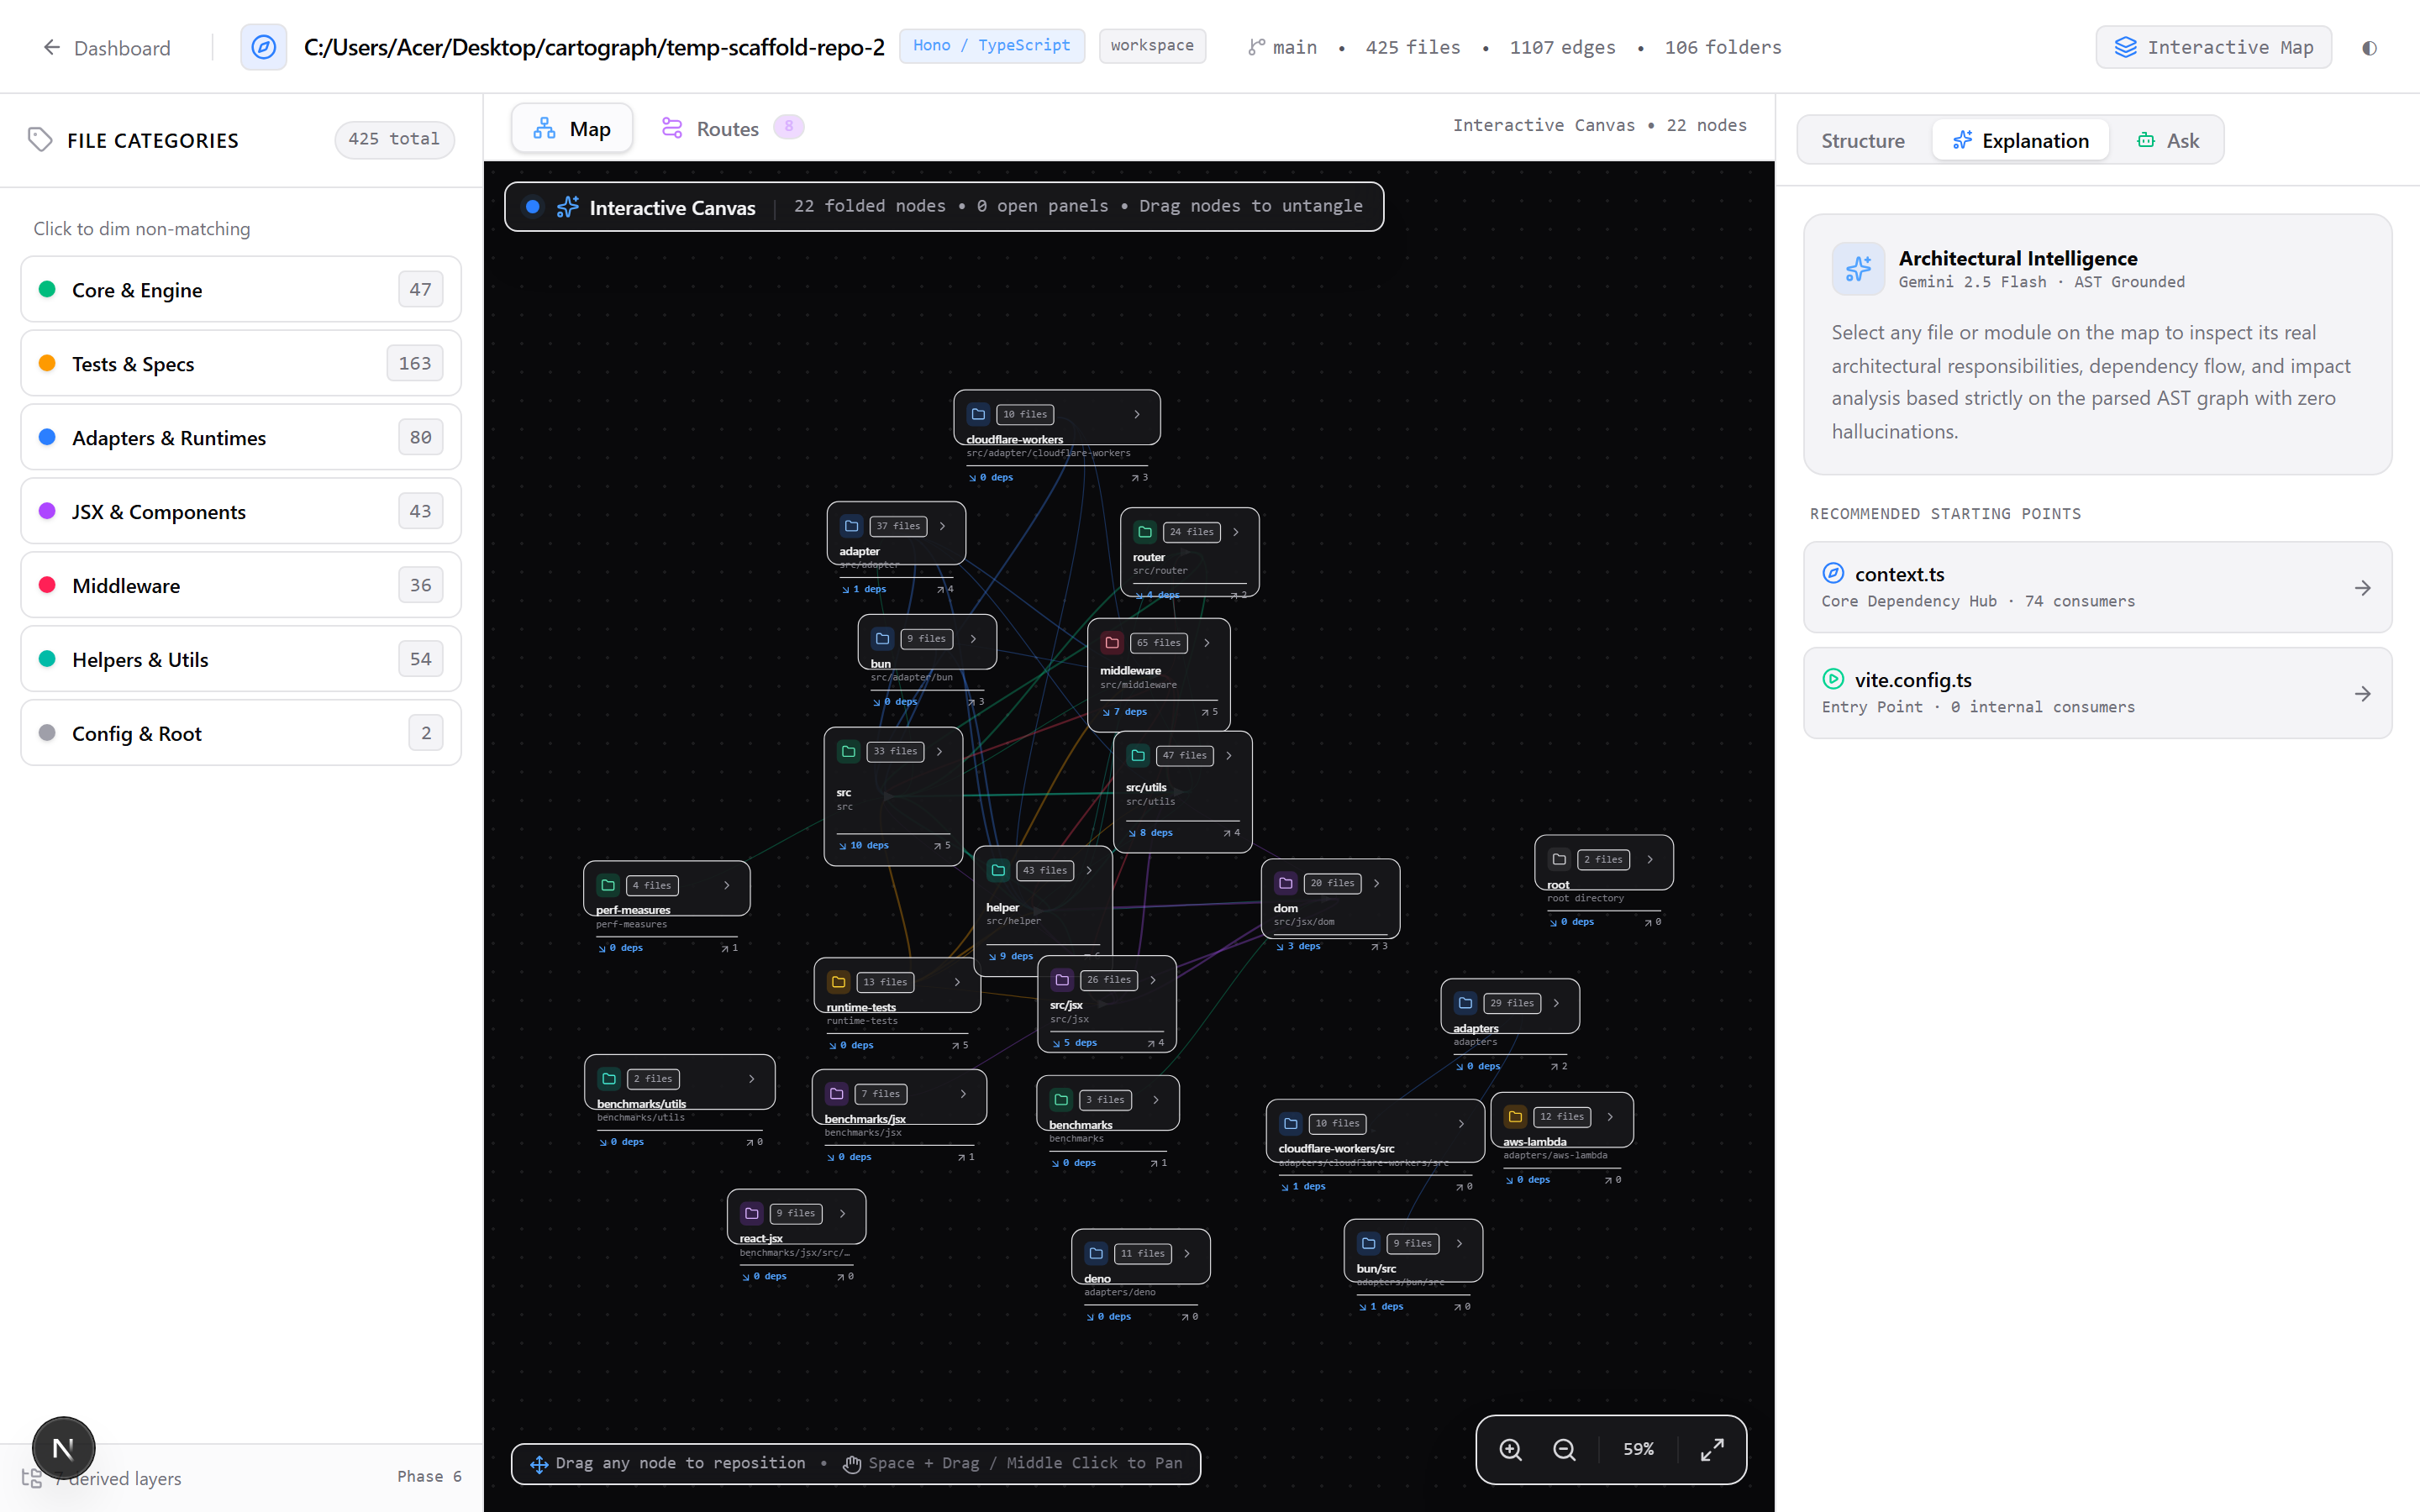 Dashboard
C:/Users/Acer/Desktop/cartograph/temp-scaffold-repo-2
Hono / TypeScript
workspace
main • 425 files • 1107 edges • 106 folders
Interactive Map
FILE CATEGORIES
425 total
Click to dim non-matching
Core & Engine 47
Tests & Specs 163
Adapters & Runtimes 80
JSX & Components 43
Middleware 36
Helpers & Utils 54
Config & Root 2
N
7 derived layers
Phase 6
Map
Routes 8
Interactive Canvas • 22 nodes
Interactive Canvas | 22 folded nodes • 0 open panels • Drag nodes to untangle
10 files
cloudflare-workers
src/adapter/cloudflare-workers
0 deps 3
37 files
adapter
src/adapter
1 deps 4
24 files
router
src/router
4 deps 2
9 files
bun
src/adapter/bun
0 deps 3
65 files
middleware
src/middleware
7 deps 5
33 files
src
src
10 deps 5
47 files
src/utils
src/utils
8 deps 4
4 files
perf-measures
perf-measures
0 deps 1
43 files
helper
src/helper
9 deps
20 files
dom
src/jsx/dom
3 deps 3
2 files
root
root directory
0 deps 0
13 files
runtime-tests
runtime-tests
0 deps 5
26 files
src/jsx
src/jsx
5 deps 4
29 files
adapters
adapters
0 deps 2
2 files
benchmarks/utils
benchmarks/utils
0 deps 0
7 files
benchmarks/jsx
benchmarks/jsx
0 deps 1
3 files
benchmarks
benchmarks
0 deps 1
10 files
cloudflare-workers/src
adapters/cloudflare-workers/src
1 deps 0
12 files
aws-lambda
adapters/aws-lambda
0 deps 0
9 files
react-jsx
benchmarks/jsx/src/…
0 deps 0
11 files
deno
adapters/deno
0 deps 0
9 files
bun/src
adapters/bun/src
1 deps 0
Drag any node to reposition • Space + Drag / Middle Click to Pan
59%
Structure
Explanation
Ask
Architectural Intelligence
Gemini 2.5 Flash · AST Grounded
Select any file or module on the map to inspect its real
architectural responsibilities, dependency flow, and impact
analysis based strictly on the parsed AST graph with zero
hallucinations.
RECOMMENDED STARTING POINTS
context.ts
Core Dependency Hub · 74 consumers
vite.config.ts
Entry Point · 0 internal consumers